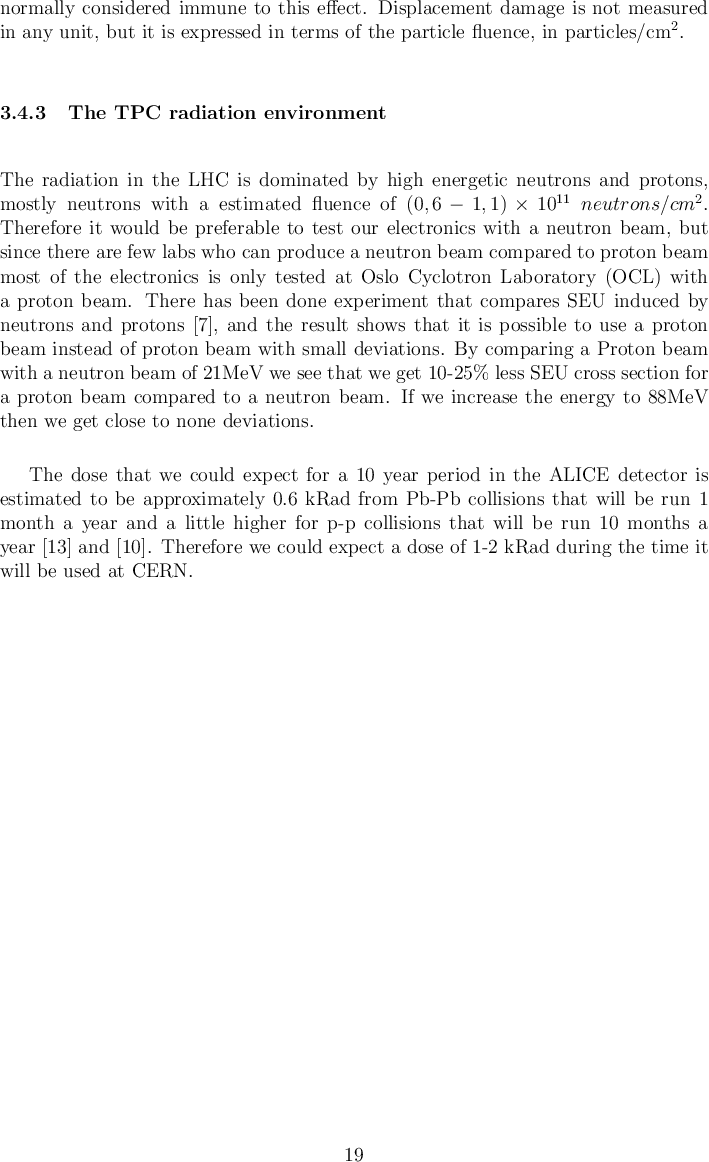 normally considered immune to this effect. Displacement damage is not measured
in any unit, but it is expressed in terms of the particle fluence, in particles/cm².
3.4.3 The TPC radiation environment
The radiation in the LHC is dominated by high energetic neutrons and protons,
mostly neutrons with a estimated fluence of (0, 6 − 1, 1) × 10¹¹ neutrons/cm².
Therefore it would be preferable to test our electronics with a neutron beam, but
since there are few labs who can produce a neutron beam compared to proton beam
most of the electronics is only tested at Oslo Cyclotron Laboratory (OCL) with
a proton beam. There has been done experiment that compares SEU induced by
neutrons and protons [7], and the result shows that it is possible to use a proton
beam instead of proton beam with small deviations. By comparing a Proton beam
with a neutron beam of 21MeV we see that we get 10-25% less SEU cross section for
a proton beam compared to a neutron beam. If we increase the energy to 88MeV
then we get close to none deviations.
The dose that we could expect for a 10 year period in the ALICE detector is
estimated to be approximately 0.6 kRad from Pb-Pb collisions that will be run 1
month a year and a little higher for p-p collisions that will be run 10 months a
year [13] and [10]. Therefore we could expect a dose of 1-2 kRad during the time it
will be used at CERN.
19